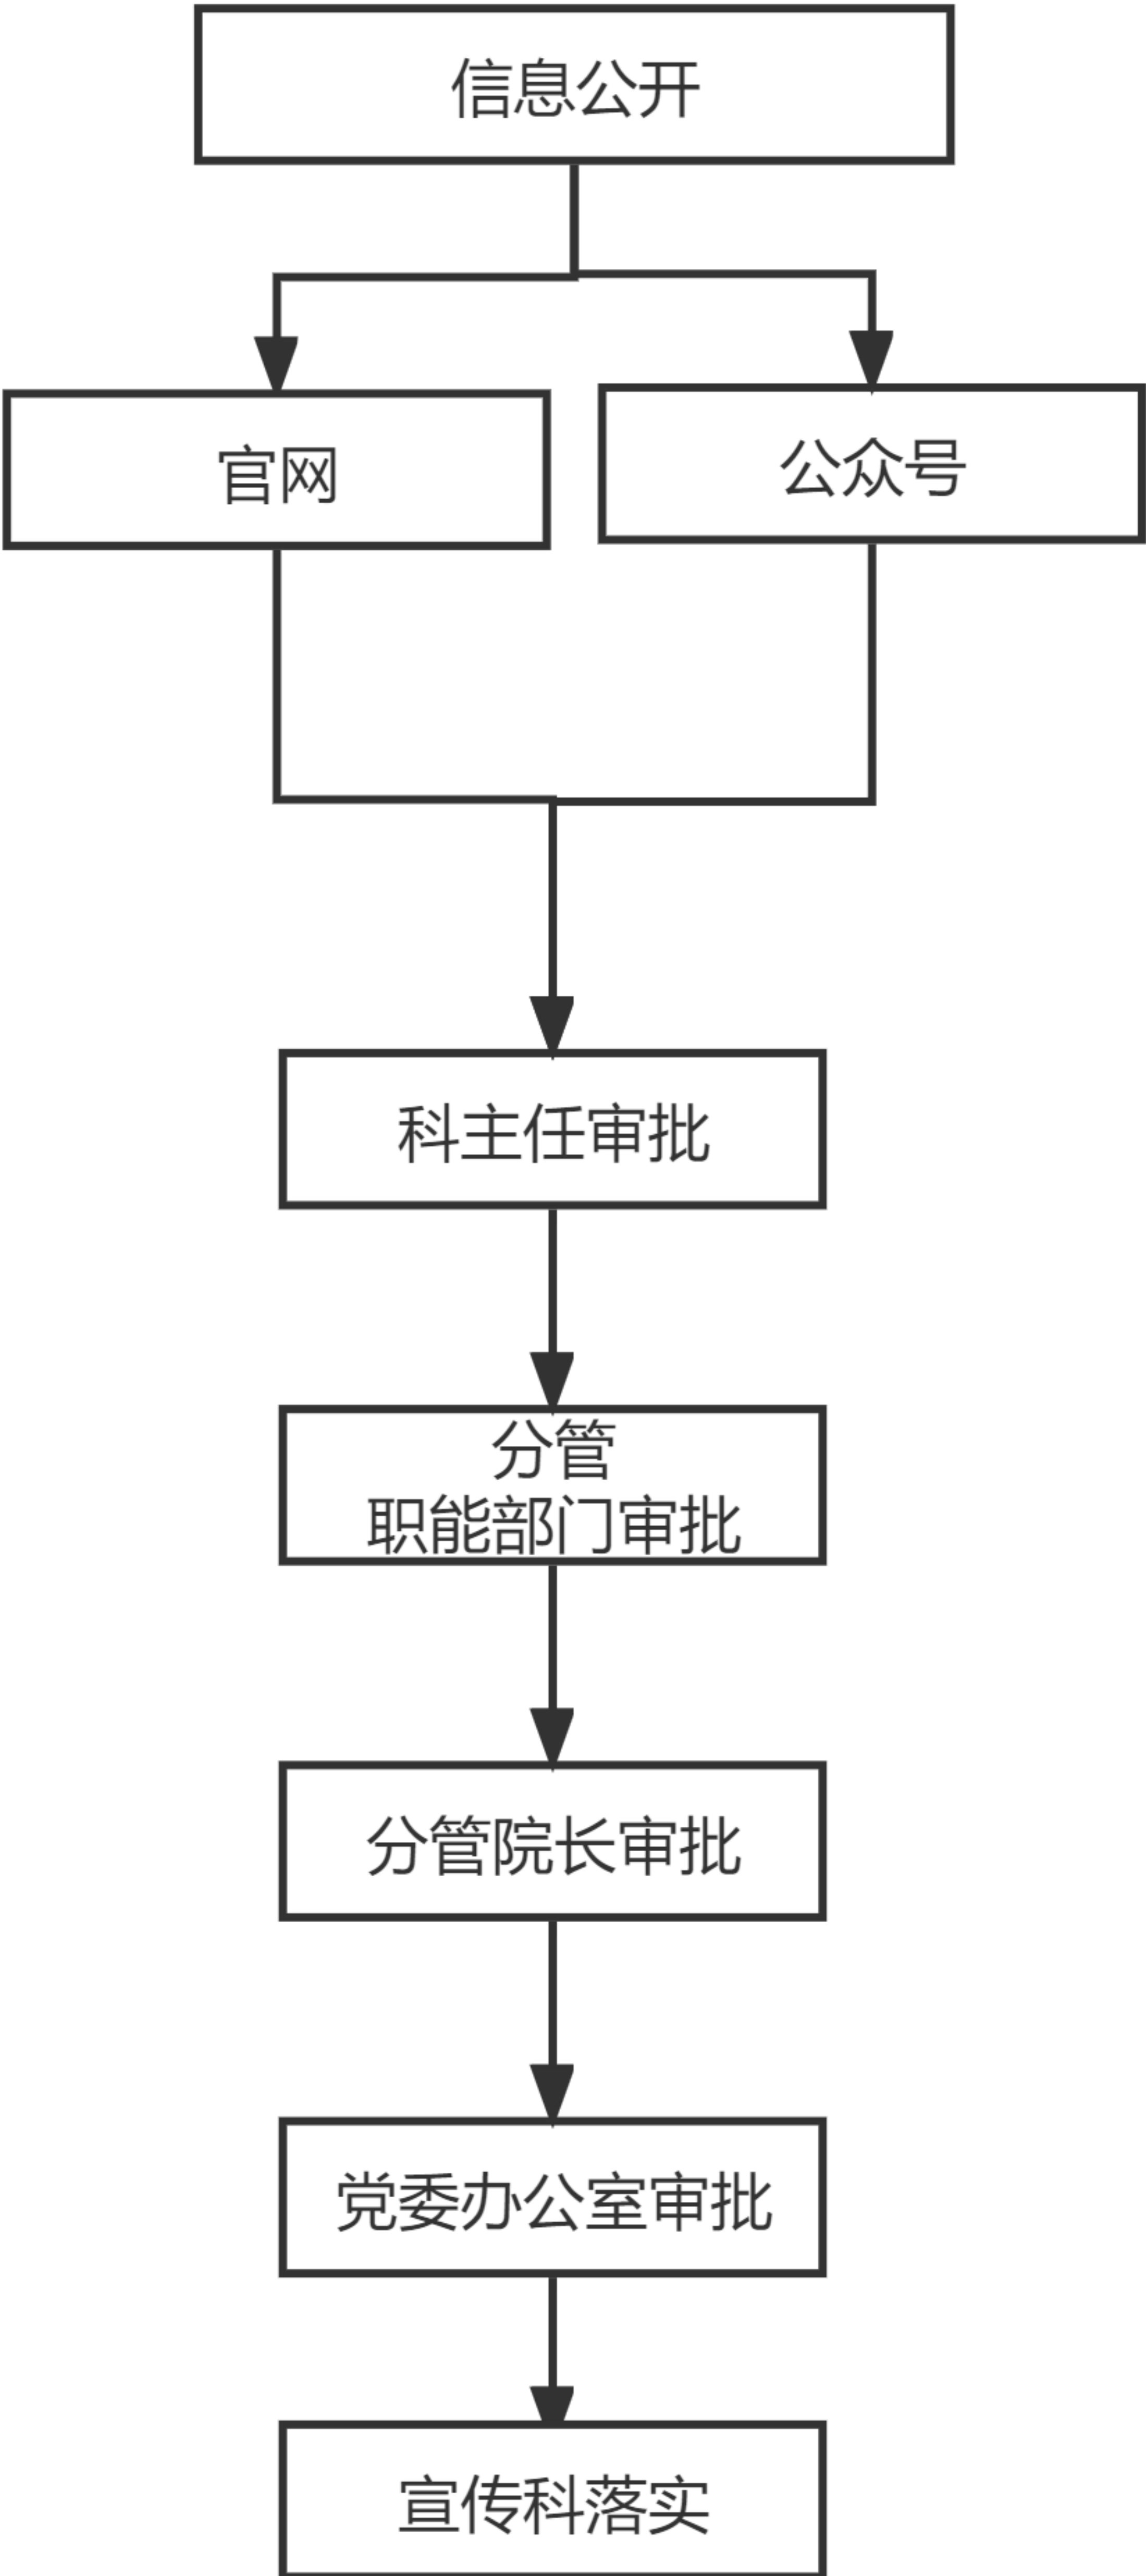 信息公开
官网
公众号
科主任审批
分管
职能部门审批
分管院长审批
党委办公室审批
宣传科落实